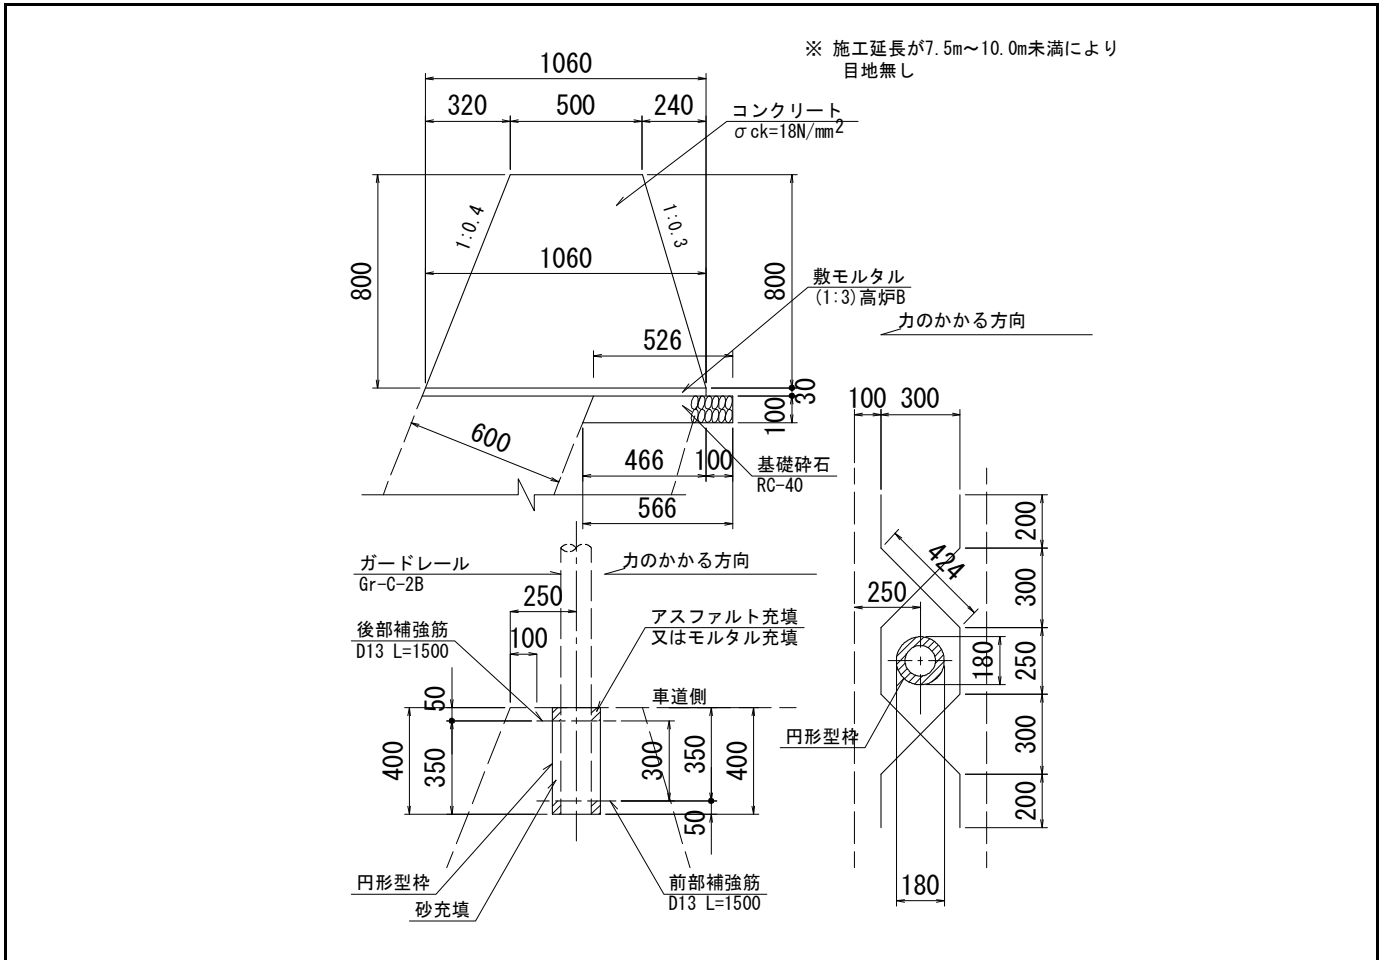 ※ 施工延長が7.5m～10.0m未満により
目地無し
1060
320 500 240
コンクリート
σck=18N/mm2
1:0.4
1:0.3
1060
800
800
敷モルタル
(1:3)高炉B
力のかかる方向
526
30
100
100 300
600
466 100
基礎砕石
RC-40
566
200
424
300
250
ガードレール
Gr-C-2B
力のかかる方向
250
アスファルト充填
又はモルタル充填
後部補強筋
D13 L=1500
100
180
250
50
車道側
円形型枠
400
350
300
350
400
300
50
200
円形型枠
砂充填
前部補強筋
D13 L=1500
180